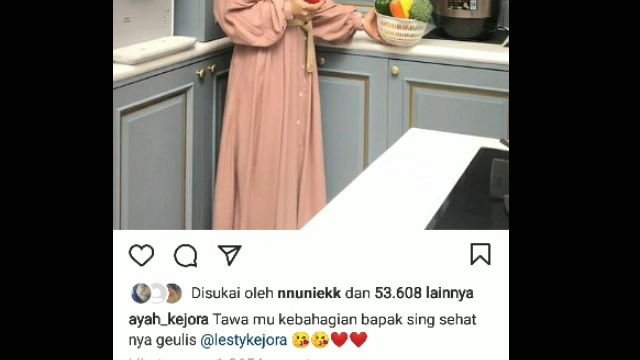 Disukai oleh nnuniekk dan 53.608 lainnya
ayah_kejora Tawa mu kebahagian bapak sing sehat
nya geulis @lestykejora 😘😘❤️❤️